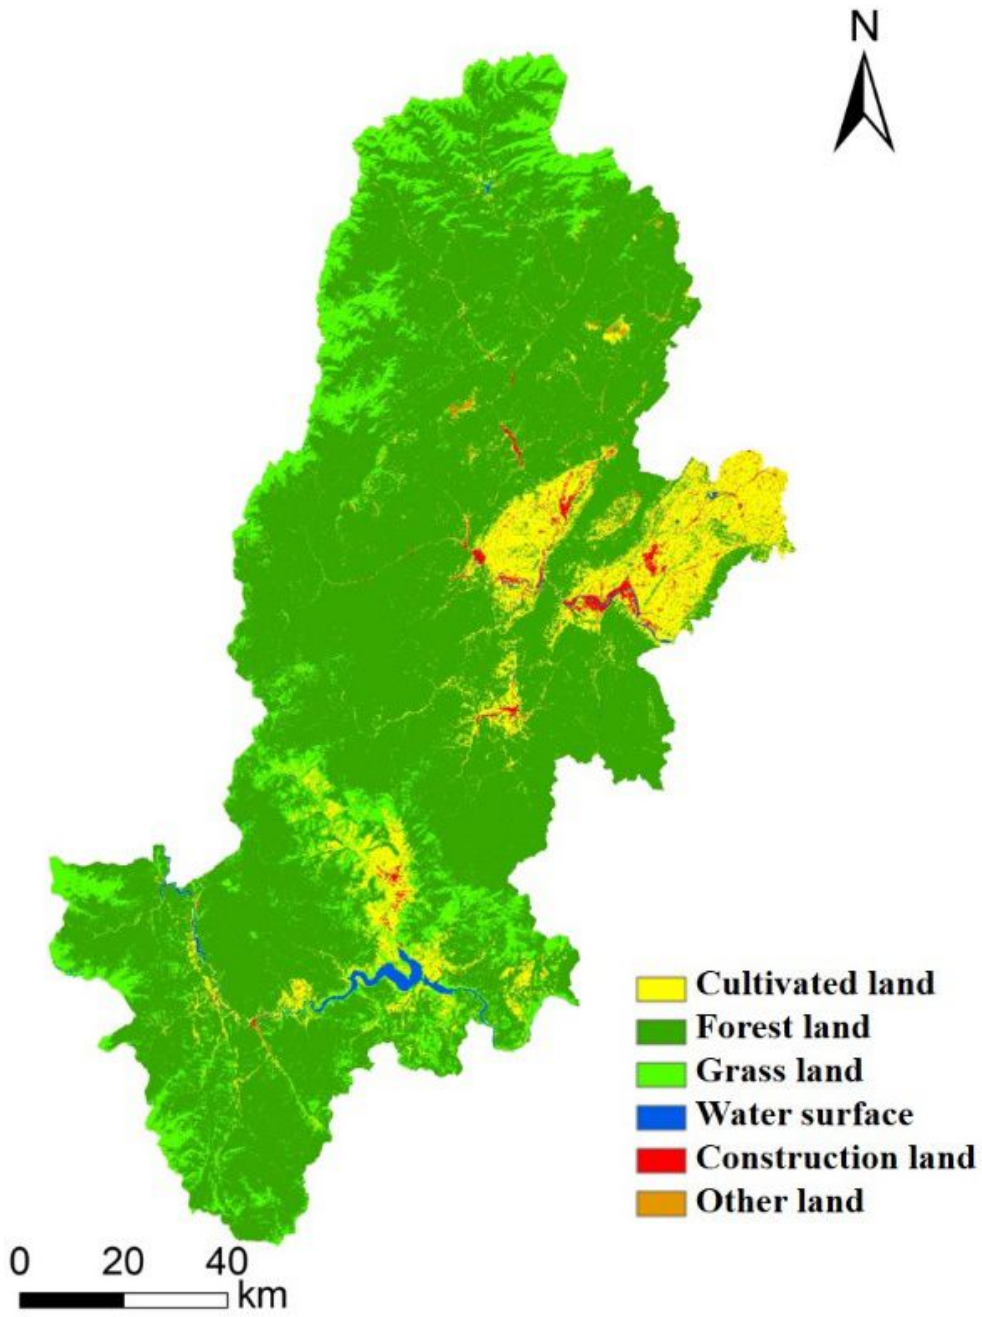 N
Cultivated land
Forest land
Grass land
Water surface
Construction land
Other land
0 20 40
km